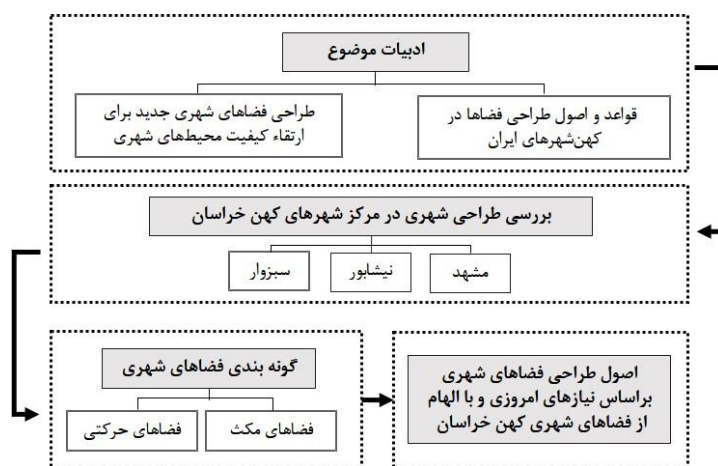 ادبیات موضوع
قواعد و اصول طراحی فضاها در
کهن‌شهرهای ایران
طراحی فضاهای شهری جدید برای
ارتقاء کیفیت محیط‌های شهری
بررسی طراحی شهری در مرکز شهرهای کهن خراسان
مشهد
نیشابور
سبزوار
گونه بندی فضاهای شهری
فضاهای مکث
فضاهای حرکتی
اصول طراحی فضاهای شهری
براساس نیازهای امروزی و با الهام
از فضاهای شهری کهن خراسان